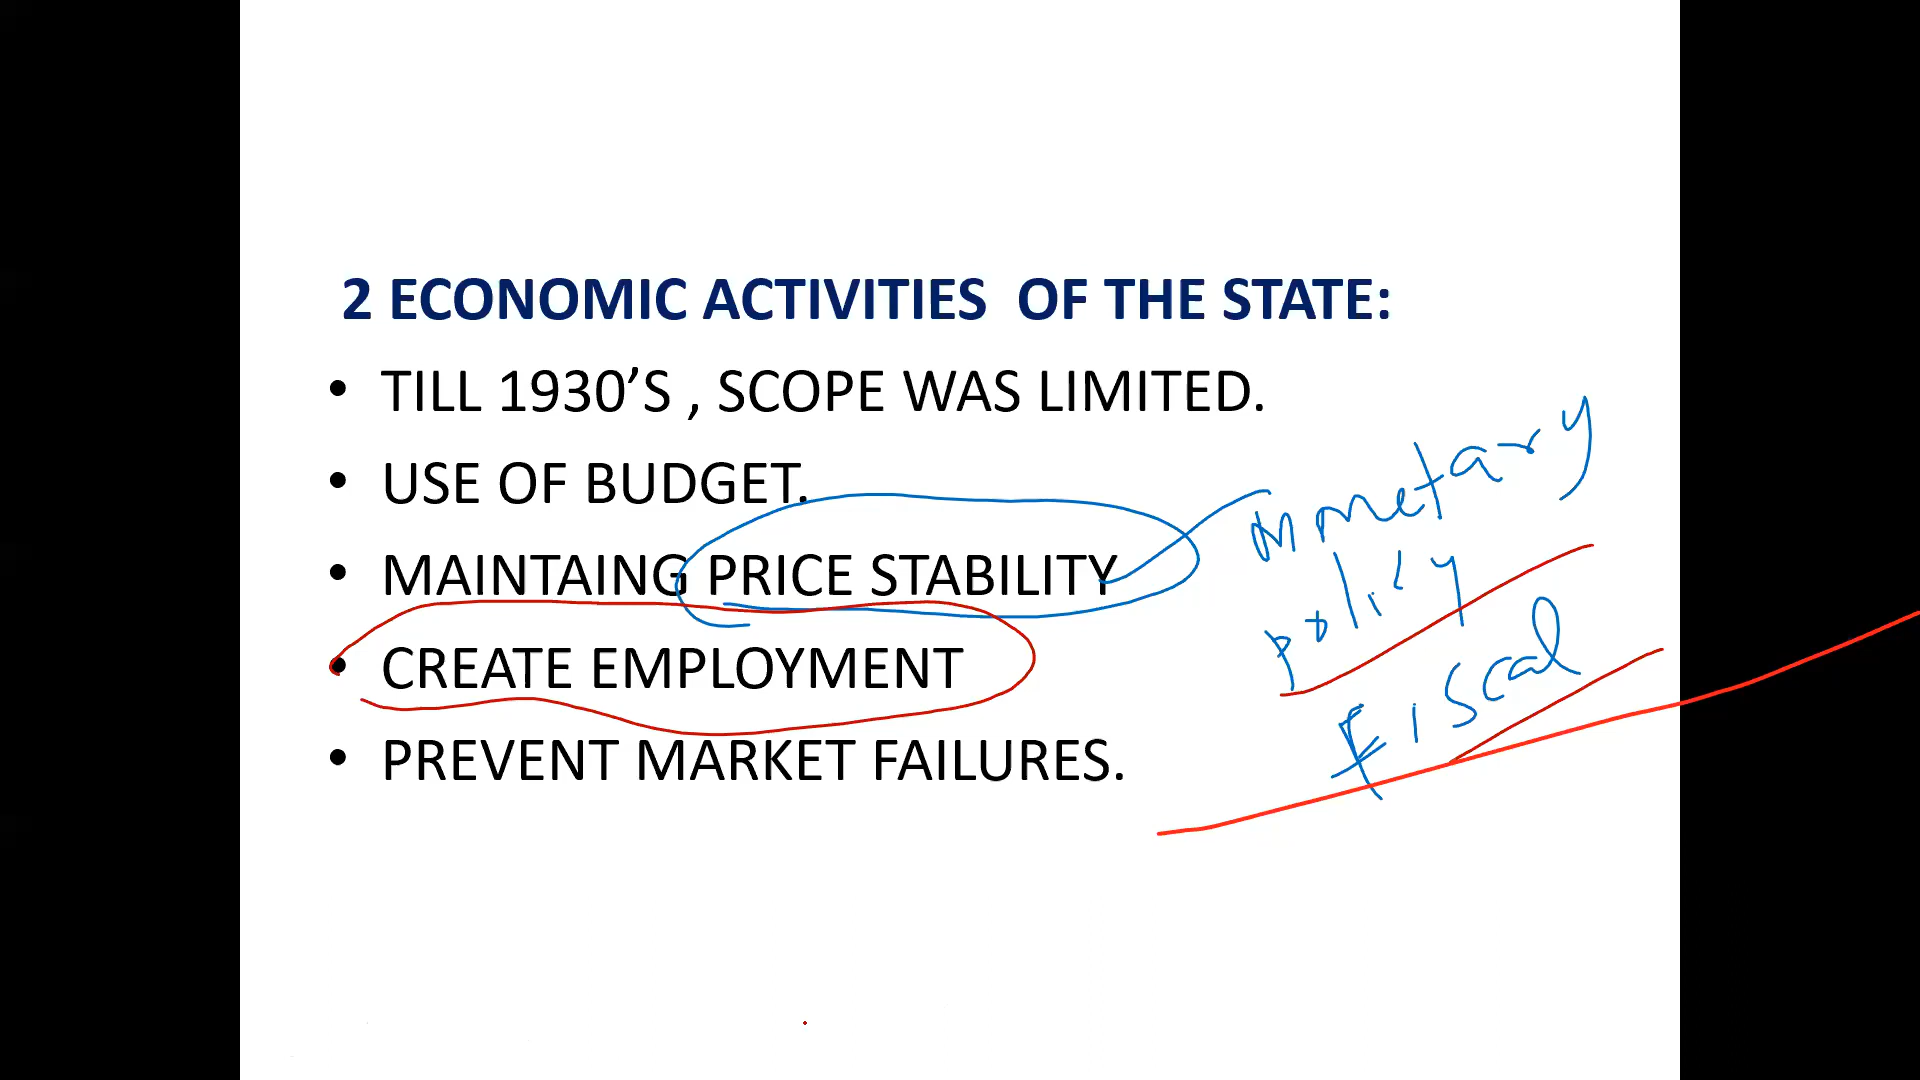 2 ECONOMIC ACTIVITIES OF THE STATE:
• TILL 1930’S , SCOPE WAS LIMITED.
• USE OF BUDGET.
• MAINTAING PRICE STABILITY
• CREATE EMPLOYMENT
• PREVENT MARKET FAILURES.
policy
Fiscal